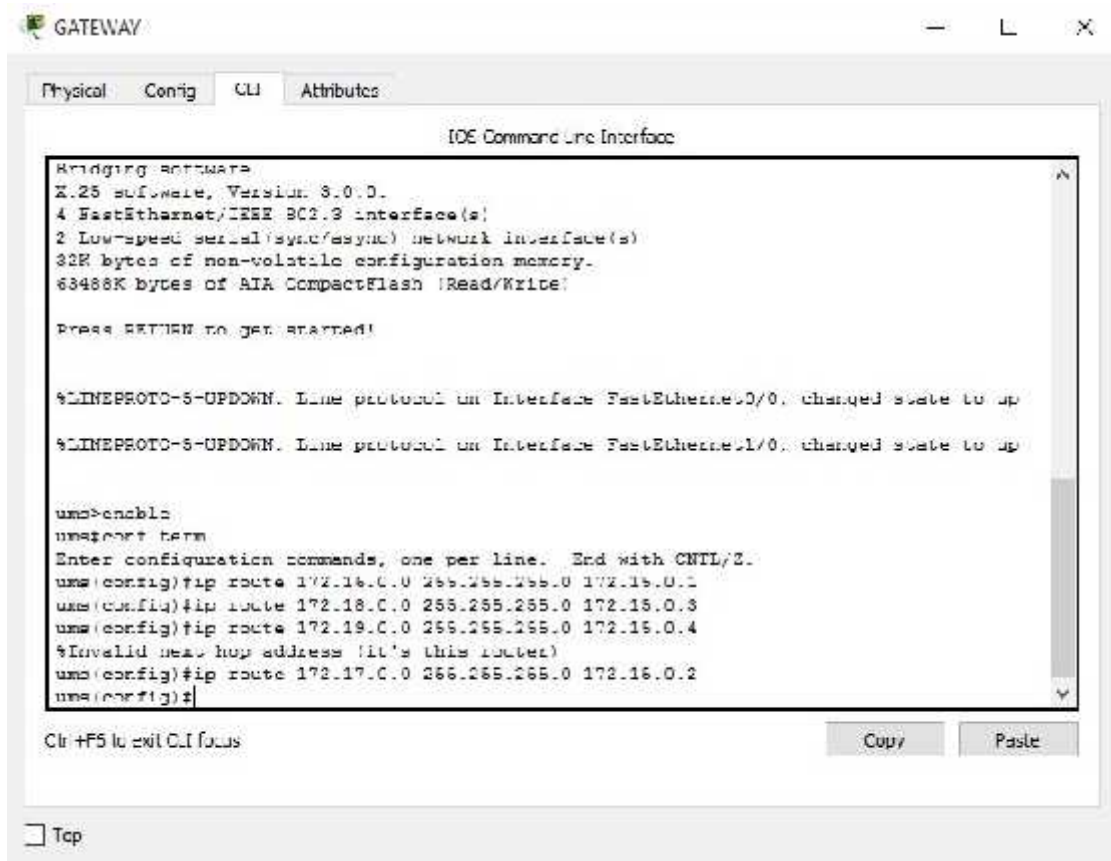 GATEWAY
Physical Config CLI Attributes
IOS Command Line Interface
Bridging software.
X.25 software, Version 3.0.0.
4 FastEthernet/IEEE 802.3 interface(s)
2 Low-speed serial(sync/async) network interface(s)
32K bytes of non-volatile configuration memory.
63488K bytes of ATA CompactFlash (Read/Write)
Press RETURN to get started!
%LINEPROTO-5-UPDOWN: Line protocol on Interface FastEthernet0/0, changed state to up
%LINEPROTO-5-UPDOWN: Line protocol on Interface FastEthernet1/0, changed state to up
ums>enable
ums#conf term
Enter configuration commands, one per line. End with CNTL/Z.
ums(config)#ip route 172.16.0.0 255.255.255.0 172.15.0.1
ums(config)#ip route 172.18.0.0 255.255.255.0 172.15.0.3
ums(config)#ip route 172.19.0.0 255.255.255.0 172.15.0.4
%Invalid next hop address (it's this router)
ums(config)#ip route 172.17.0.0 255.255.255.0 172.15.0.2
ums(config)#
Ctrl+F6 to exit CLI focus
Copy Paste
Top